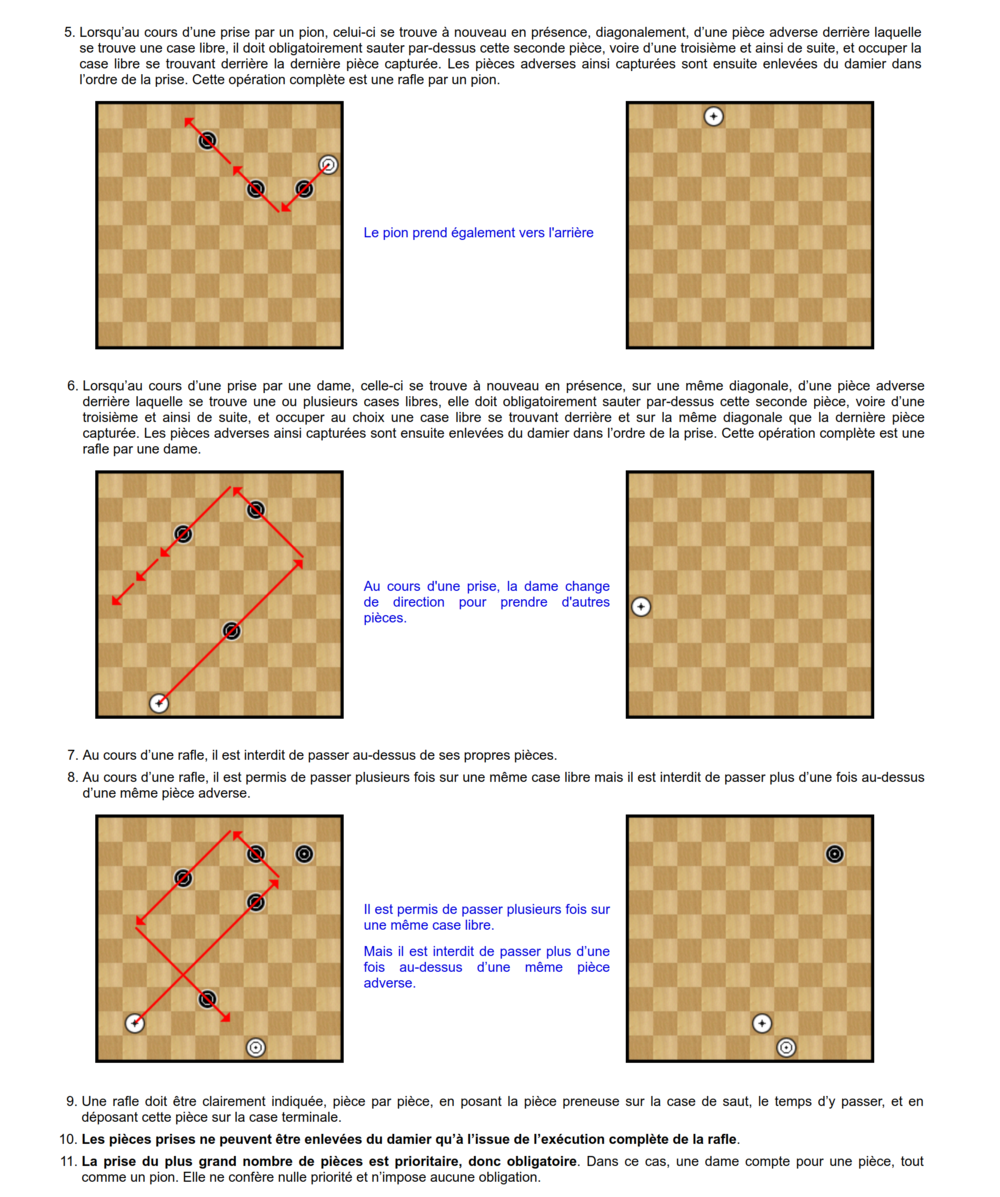 5. Lorsqu’au cours d’une prise par un pion, celui-ci se trouve à nouveau en présence, diagonalement, d’une pièce adverse derrière laquelle
se trouve une case libre, il doit obligatoirement sauter par-dessus cette seconde pièce, voire d’une troisième et ainsi de suite, et occuper la
case libre se trouvant derrière la dernière pièce capturée. Les pièces adverses ainsi capturées sont ensuite enlevées du damier dans
l’ordre de la prise. Cette opération complète est une rafle par un pion.
Le pion prend également vers l'arrière
6. Lorsqu’au cours d’une prise par une dame, celle-ci se trouve à nouveau en présence, sur une même diagonale, d’une pièce adverse
derrière laquelle se trouve une ou plusieurs cases libres, elle doit obligatoirement sauter par-dessus cette seconde pièce, voire d’une
troisième et ainsi de suite, et occuper au choix une case libre se trouvant derrière et sur la même diagonale que la dernière pièce
capturée. Les pièces adverses ainsi capturées sont ensuite enlevées du damier dans l’ordre de la prise. Cette opération complète est une
rafle par une dame.
Au cours d'une prise, la dame change
de direction pour prendre d'autres
pièces.
7. Au cours d’une rafle, il est interdit de passer au-dessus de ses propres pièces.
8. Au cours d’une rafle, il est permis de passer plusieurs fois sur une même case libre mais il est interdit de passer plus d’une fois au-dessus
d’une même pièce adverse.
Il est permis de passer plusieurs fois sur
une même case libre.
Mais il est interdit de passer plus d’une
fois au-dessus d’une même pièce
adverse.
9. Une rafle doit être clairement indiquée, pièce par pièce, en posant la pièce preneuse sur la case de saut, le temps d’y passer, et en
déposant cette pièce sur la case terminale.
10. Les pièces prises ne peuvent être enlevées du damier qu’à l’issue de l’exécution complète de la rafle.
11. La prise du plus grand nombre de pièces est prioritaire, donc obligatoire. Dans ce cas, une dame compte pour une pièce, tout
comme un pion. Elle ne confère nulle priorité et n’impose aucune obligation.